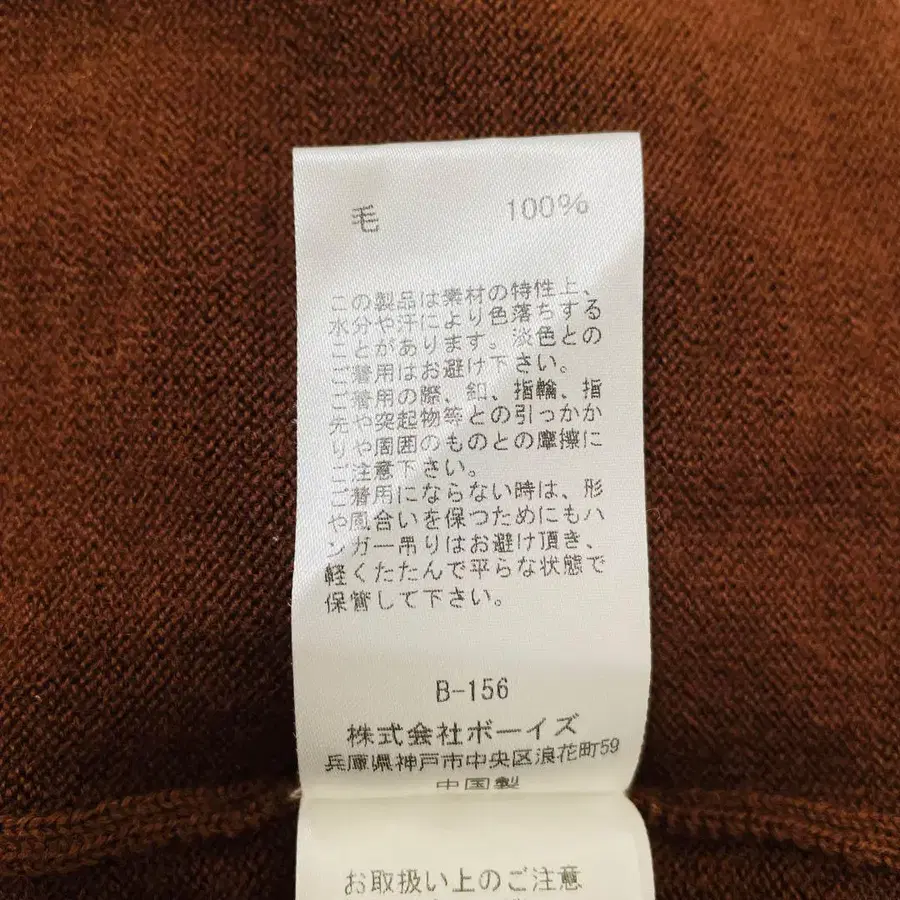 毛 100%
この製品は素材の特性上、
水分や汗により色落ちする
ことがあります。淡色との
ご着用はお避け下さい。
ご着用の際、釦、指輪、指
先や突起物等との引っかか
りや周囲のものとの摩擦に
ご注意下さい。
ご着用にならない時は、形
や風合いを保つためにもハ
ンガー吊りはお避け頂き、
軽くたたんで平らな状態で
保管して下さい。
B-156
株式会社ボーイズ
兵庫県神戸市中央区浪花町59
中国製
お取扱い上のご注意